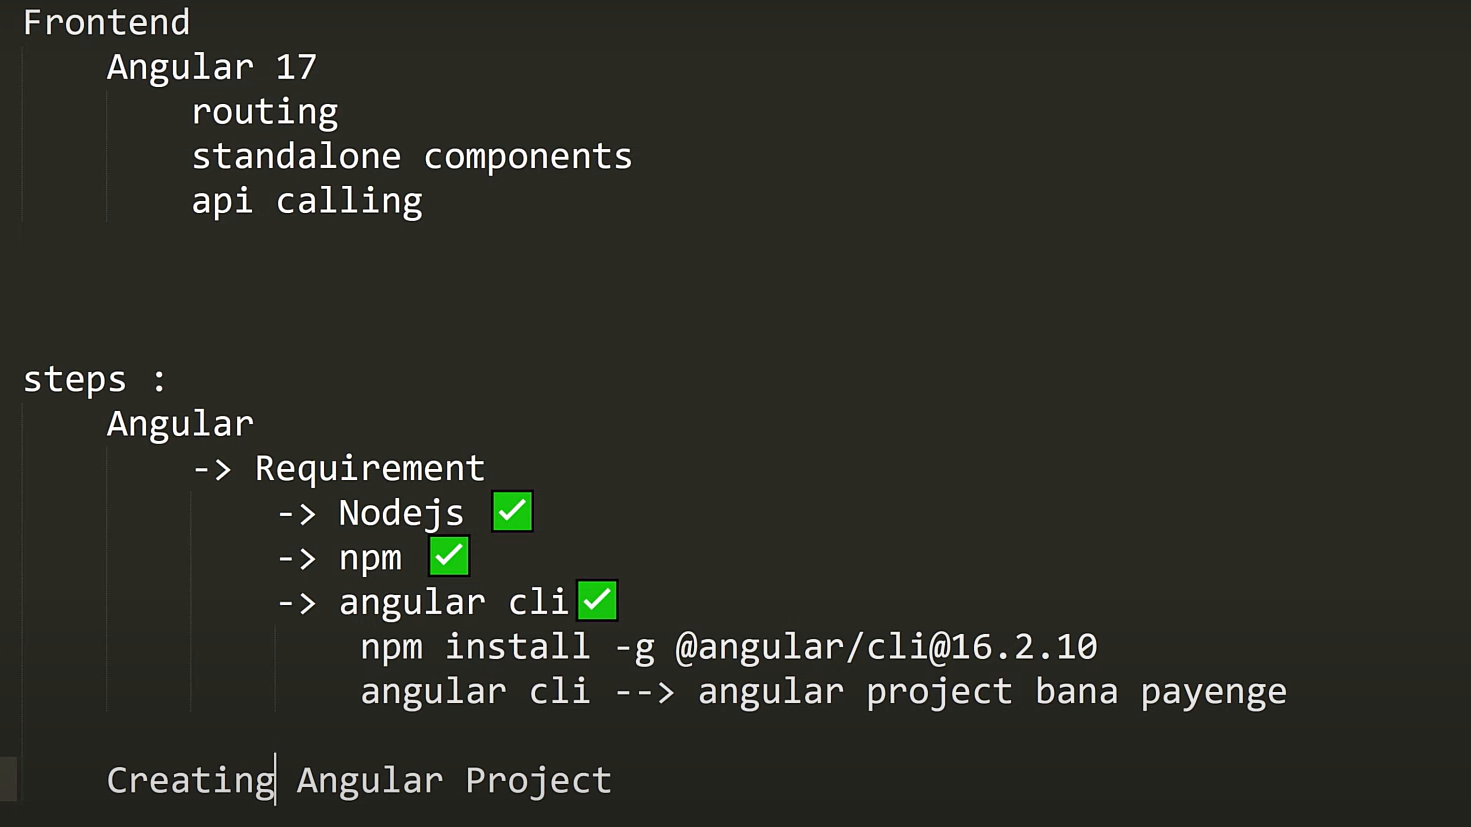 Frontend
Angular 17
routing
standalone components
api calling
steps :
Angular
-> Requirement
-> Nodejs ✅
-> npm ✅
-> angular cli✅
npm install -g @angular/cli@16.2.10
angular cli --> angular project bana payenge
Creating Angular Project